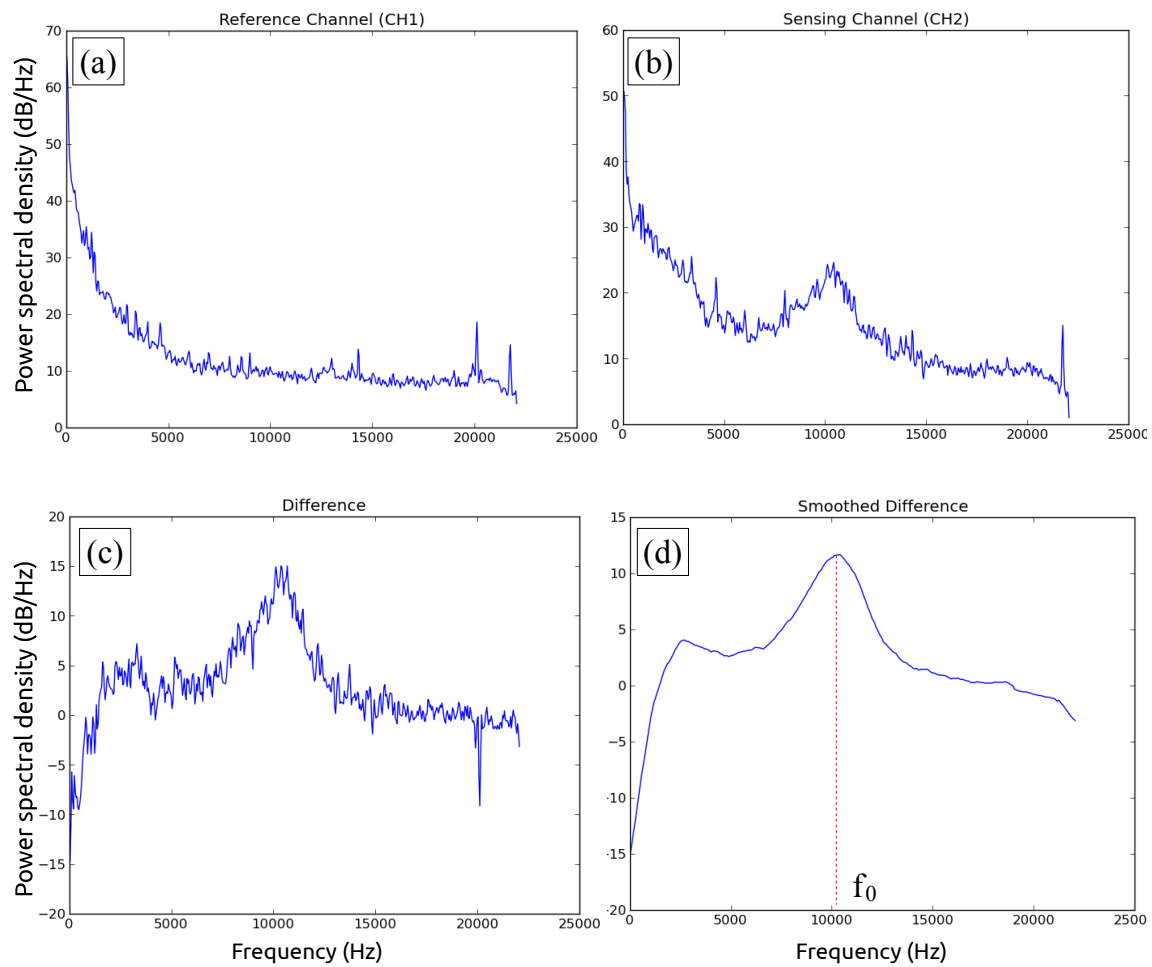 Reference Channel (CH1)
Power spectral density (dB/Hz)
(a)
70
60
50
40
30
20
10
0
0 5000 10000 15000 20000 25000
Sensing Channel (CH2)
(b)
60
50
40
30
20
10
0
0 5000 10000 15000 20000 25000
Difference
Power spectral density (dB/Hz)
(c)
20
15
10
5
0
−5
−10
−15
−20
0 5000 10000 15000 20000 25000
Frequency (Hz)
Smoothed Difference
(d)
15
10
5
0
−5
·10
−15
·20
f₀
0 5000 10000 15000 20000 25000
Frequency (Hz)